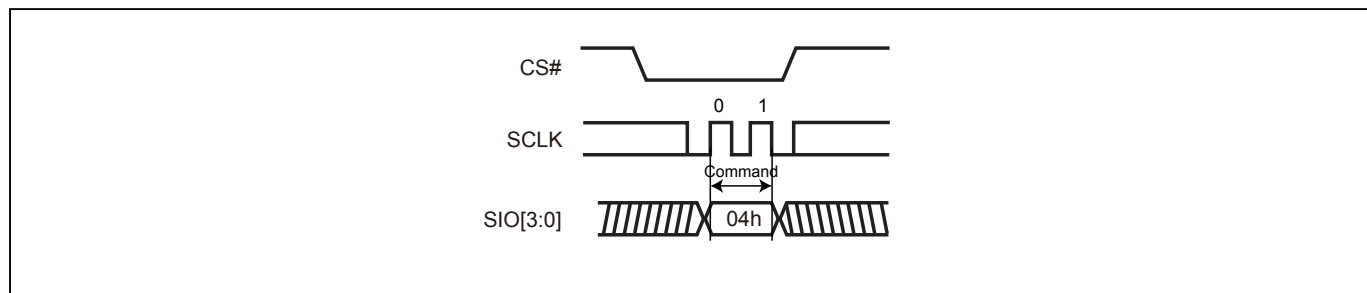 CS#
0 1
SCLK
Command
SIO[3:0]
04h